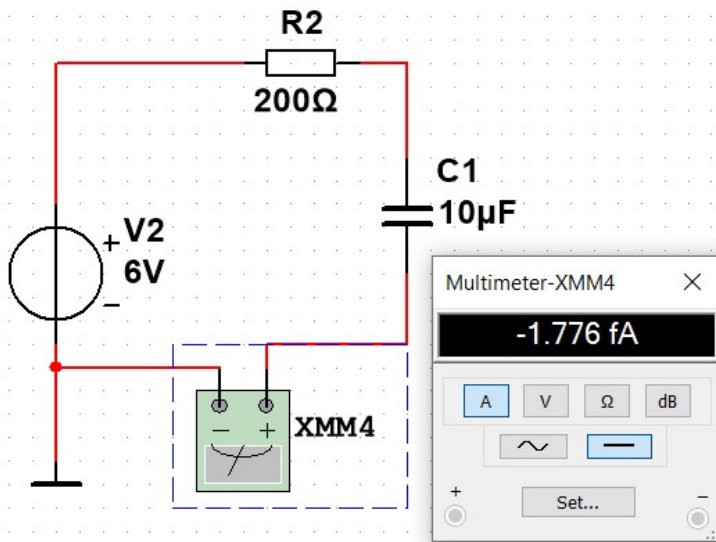 R2
200Ω
C1
10µF
+
V2
6V
−
− +
XMM4
Multimeter-XMM4
-1.776 fA
A V Ω dB
+ Set... −